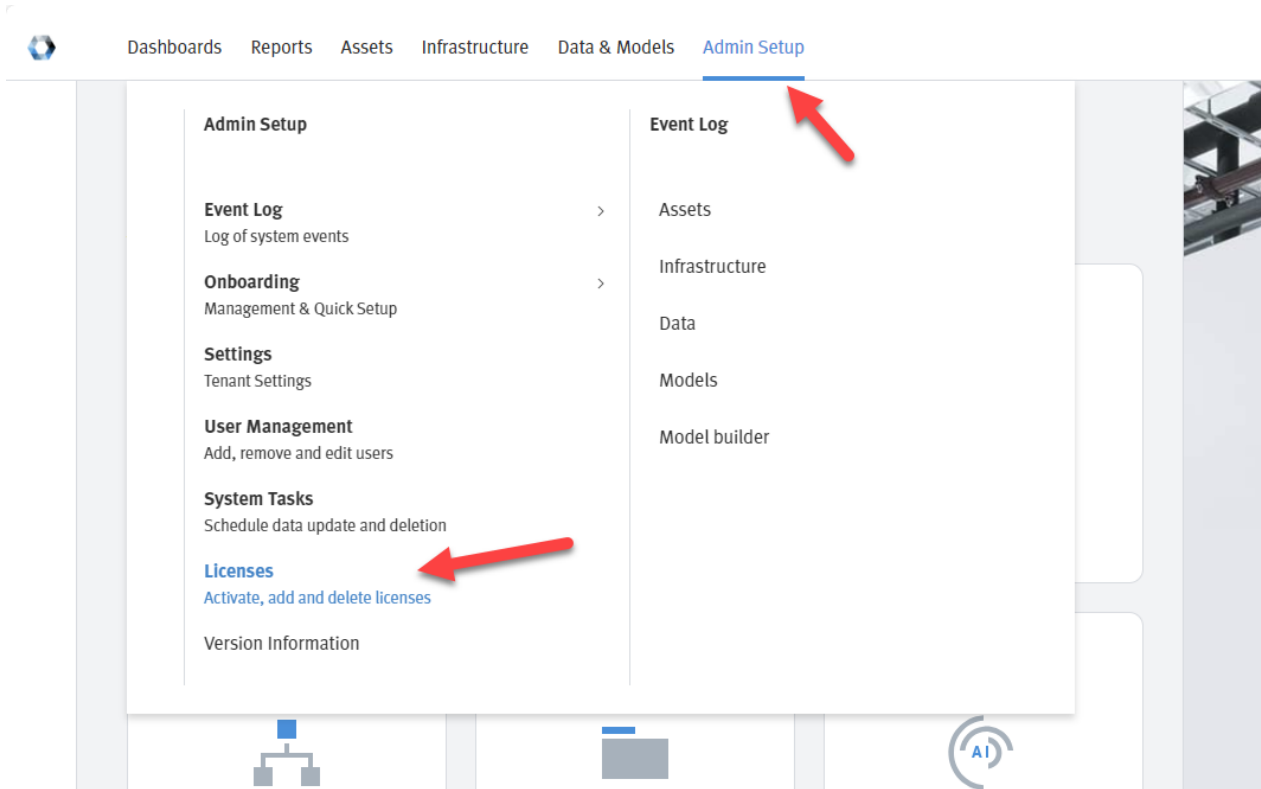 Dashboards Reports Assets Infrastructure Data & Models Admin Setup
Admin Setup
Event Log
Log of system events
Onboarding
Management & Quick Setup
Settings
Tenant Settings
User Management
Add, remove and edit users
System Tasks
Schedule data update and deletion
Licenses
Activate, add and delete licenses
Version Information
Event Log
Assets
Infrastructure
Data
Models
Model builder
AI